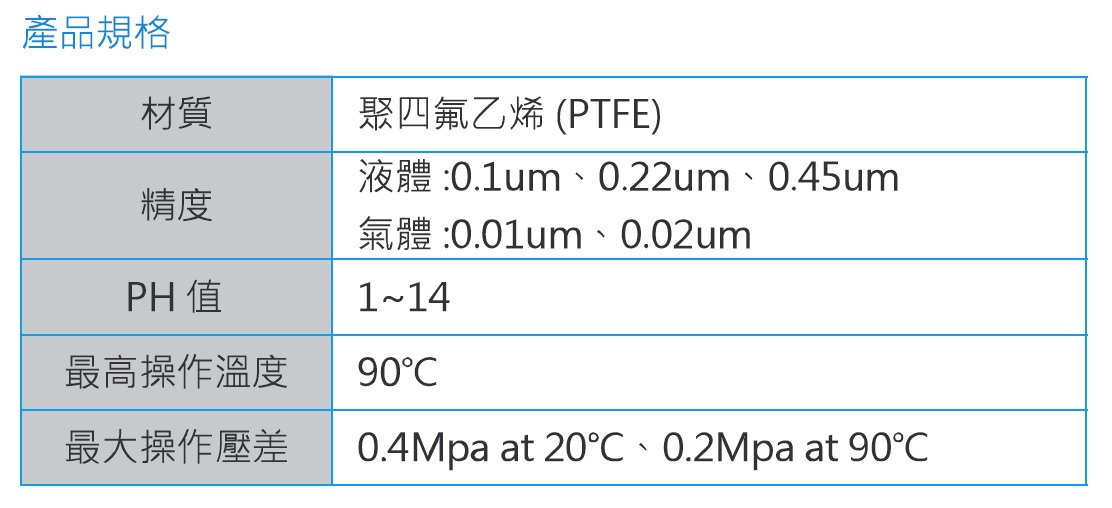 產品規格
材質 聚四氟乙烯 (PTFE)
精度 液體 :0.1um、0.22um、0.45um
氣體 :0.01um、0.02um
PH 值 1~14
最高操作溫度 90℃
最大操作壓差 0.4Mpa at 20℃、0.2Mpa at 90℃